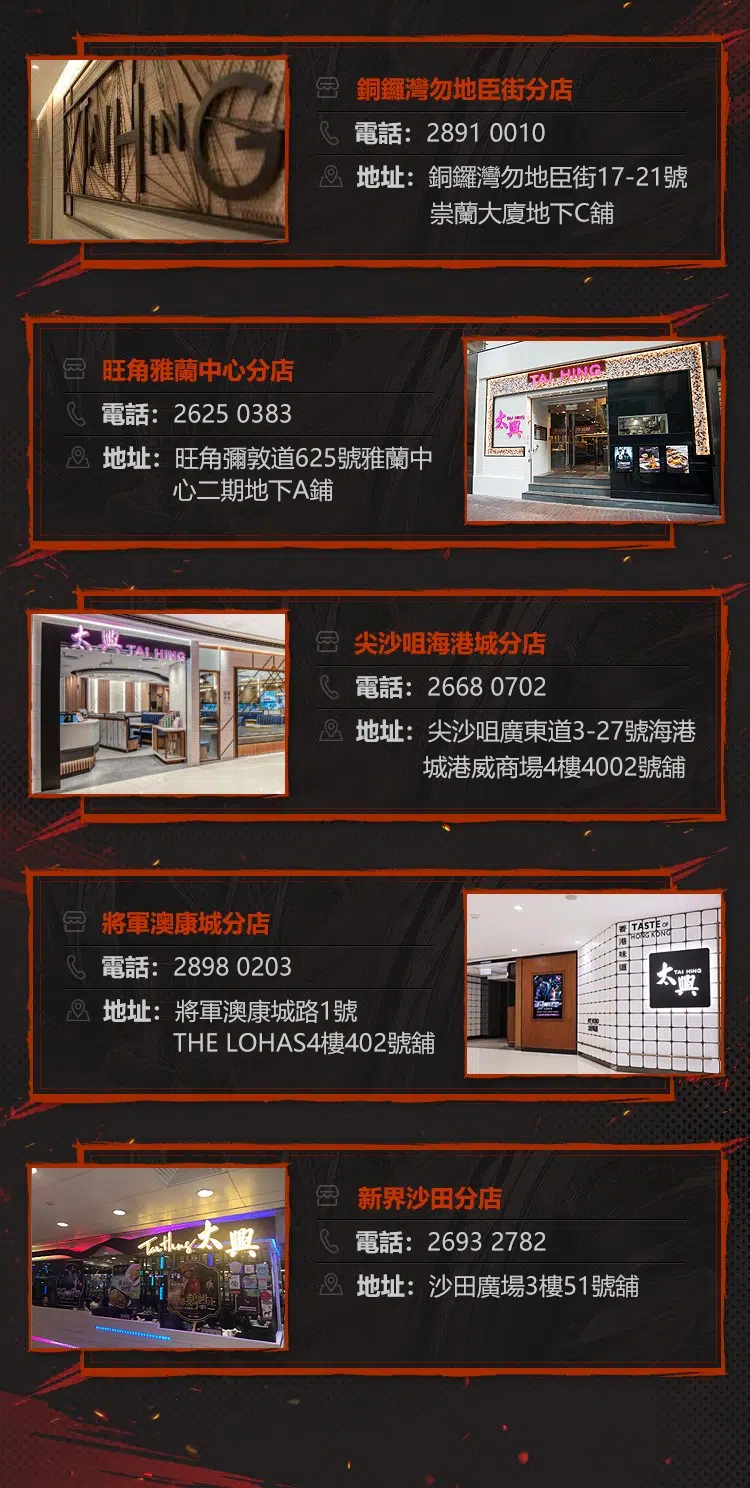 TAI HING
銅鑼灣勿地臣街分店
電話：2891 0010
地址：銅鑼灣勿地臣街17-21號
崇蘭大廈地下C舖
旺角雅蘭中心分店
電話：2625 0383
地址：旺角彌敦道625號雅蘭中
心二期地下A鋪
TAI HING
太興
TAI HING
太興 TAI HING
尖沙咀海港城分店
電話：2668 0702
地址：尖沙咀廣東道3-27號海港
城港威商場4樓4002號舖
將軍澳康城分店
電話：2898 0203
地址：將軍澳康城路1號
THE LOHAS4樓402號舖
香港味道
TASTE OF
HONG KONG
太興
TAI HING
Tai Hing 太興
新界沙田分店
電話：2693 2782
地址：沙田廣場3樓51號舖